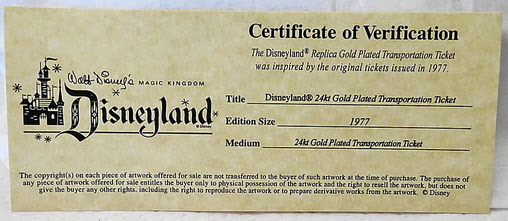 Certificate of Verification
The Disneyland® Replica Gold Plated Transportation Ticket
was inspired by the original tickets issued in 1977.
Walt Disney's MAGIC KINGDOM
Disneyland
© Disney
Title Disneyland® 24kt Gold Plated Transportation Ticket
Edition Size 1977
Medium 24kt Gold Plated Transportation Ticket
The copyright(s) on each piece of artwork offered for sale are not transferred to the buyer of such artwork at the time of purchase. The purchase of
any piece of artwork offered for sale entitles the buyer only to physical possession of the artwork and the right to resell the artwork, but does not
give the buyer any other rights, including the right to reproduce the artwork or to prepare derivative works from the artwork. © Disney